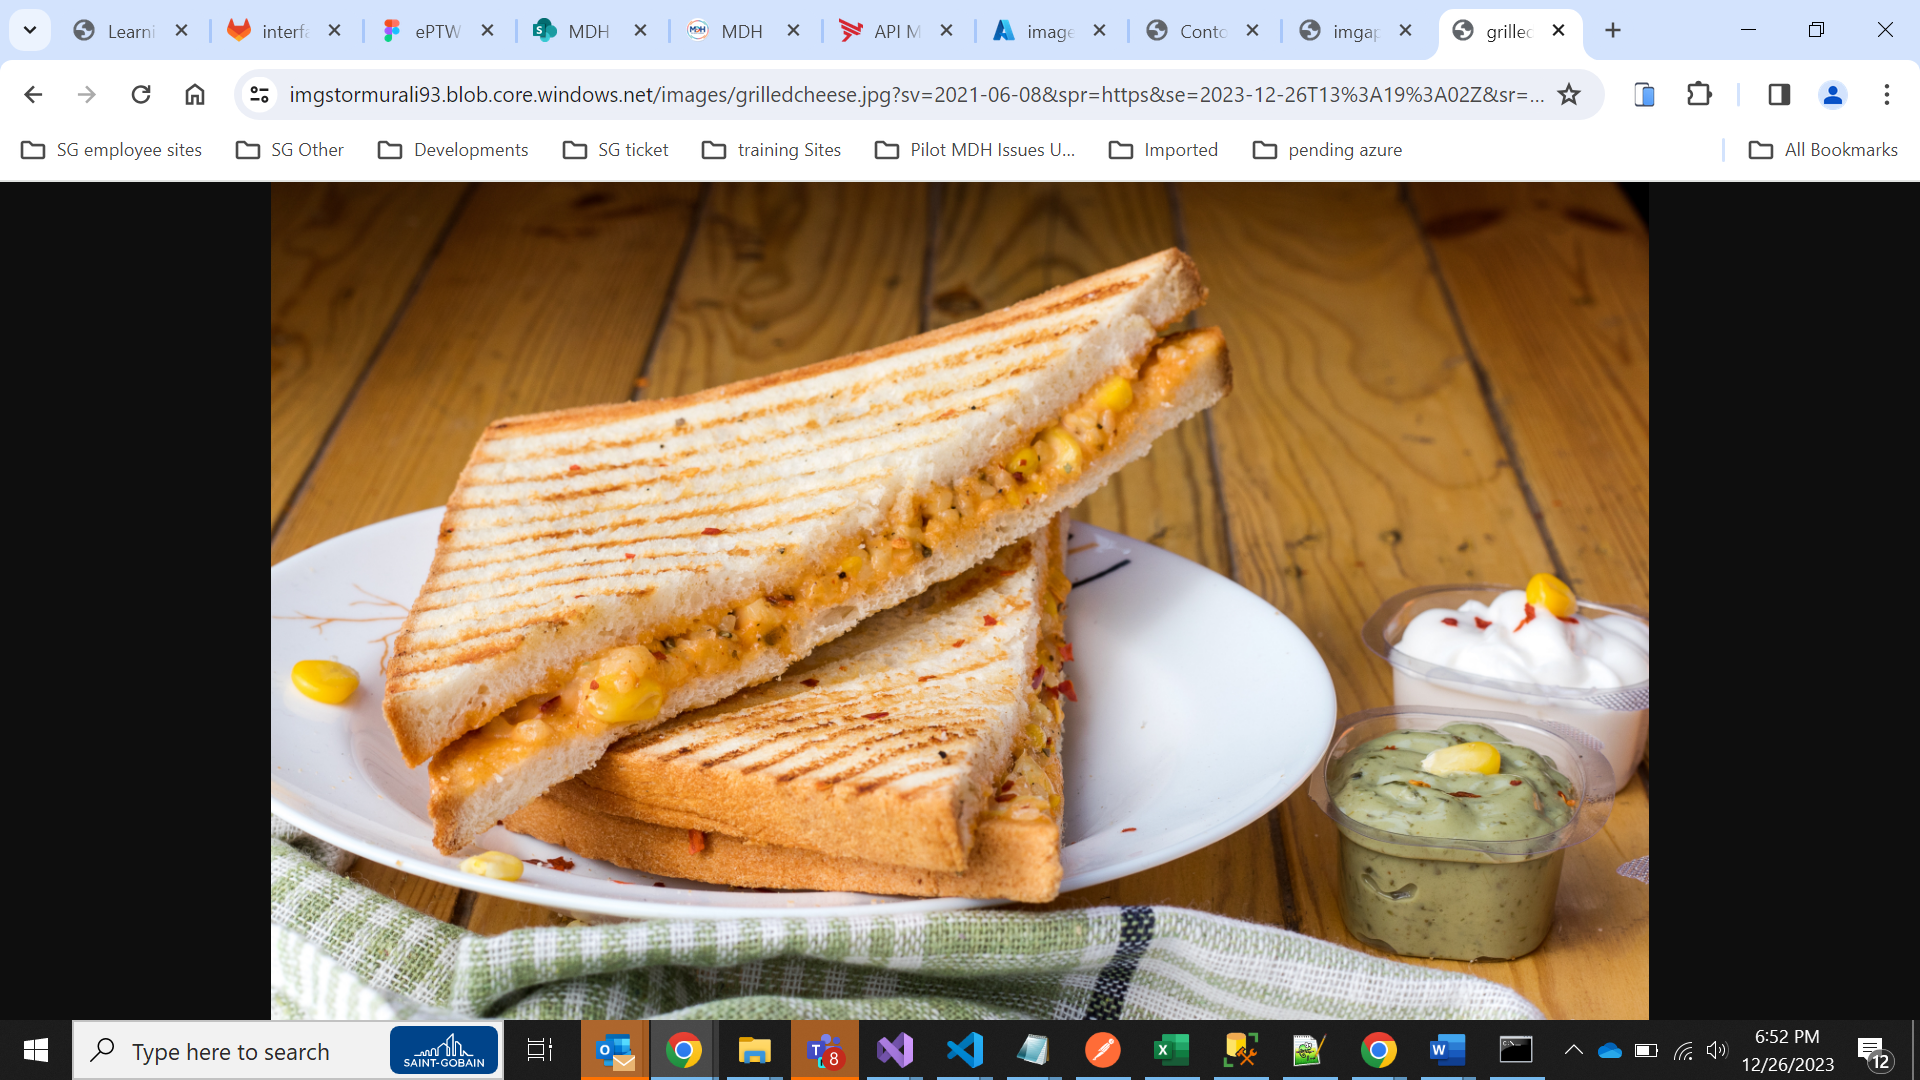 Learni
interfa
ePTW
MDH
MDH
API M
image
Conto
imgap
grilled
imgstormurali93.blob.core.windows.net/images/grilledcheese.jpg?sv=2021-06-08&spr=https&se=2023-12-26T13%3A19%3A02Z&sr=...
SG employee sites
SG Other
Developments
SG ticket
training Sites
Pilot MDH Issues U...
Imported
pending azure
All Bookmarks
Type here to search
SAINT-GOBAIN
8
6:52 PM
12/26/2023
12